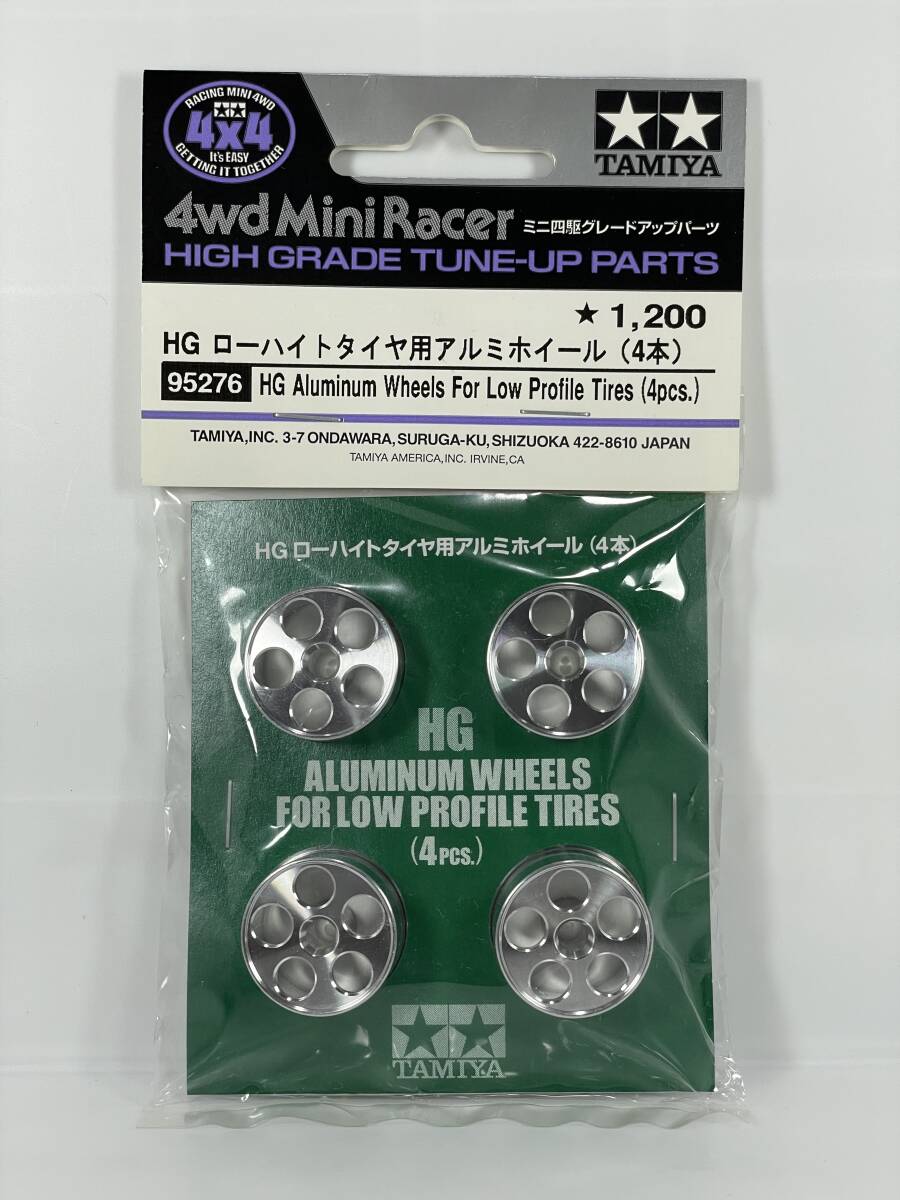 RACING MINI 4WD
4x4
It's EASY
GETTING IT TOGETHER
TAMIYA
4wd Mini Racer ミニ四駆グレードアップパーツ
HIGH GRADE TUNE-UP PARTS
★ 1,200
HG ローハイトタイヤ用アルミホイール（4本）
95276 HG Aluminum Wheels For Low Profile Tires (4pcs.)
TAMIYA,INC. 3-7 ONDAWARA, SURUGA-KU, SHIZUOKA 422-8610 JAPAN
TAMIYA AMERICA,INC. IRVINE,CA
HG ローハイトタイヤ用アルミホイール（4本）
HG
ALUMINUM WHEELS
FOR LOW PROFILE TIRES
(4PCS.)
TAMIYA